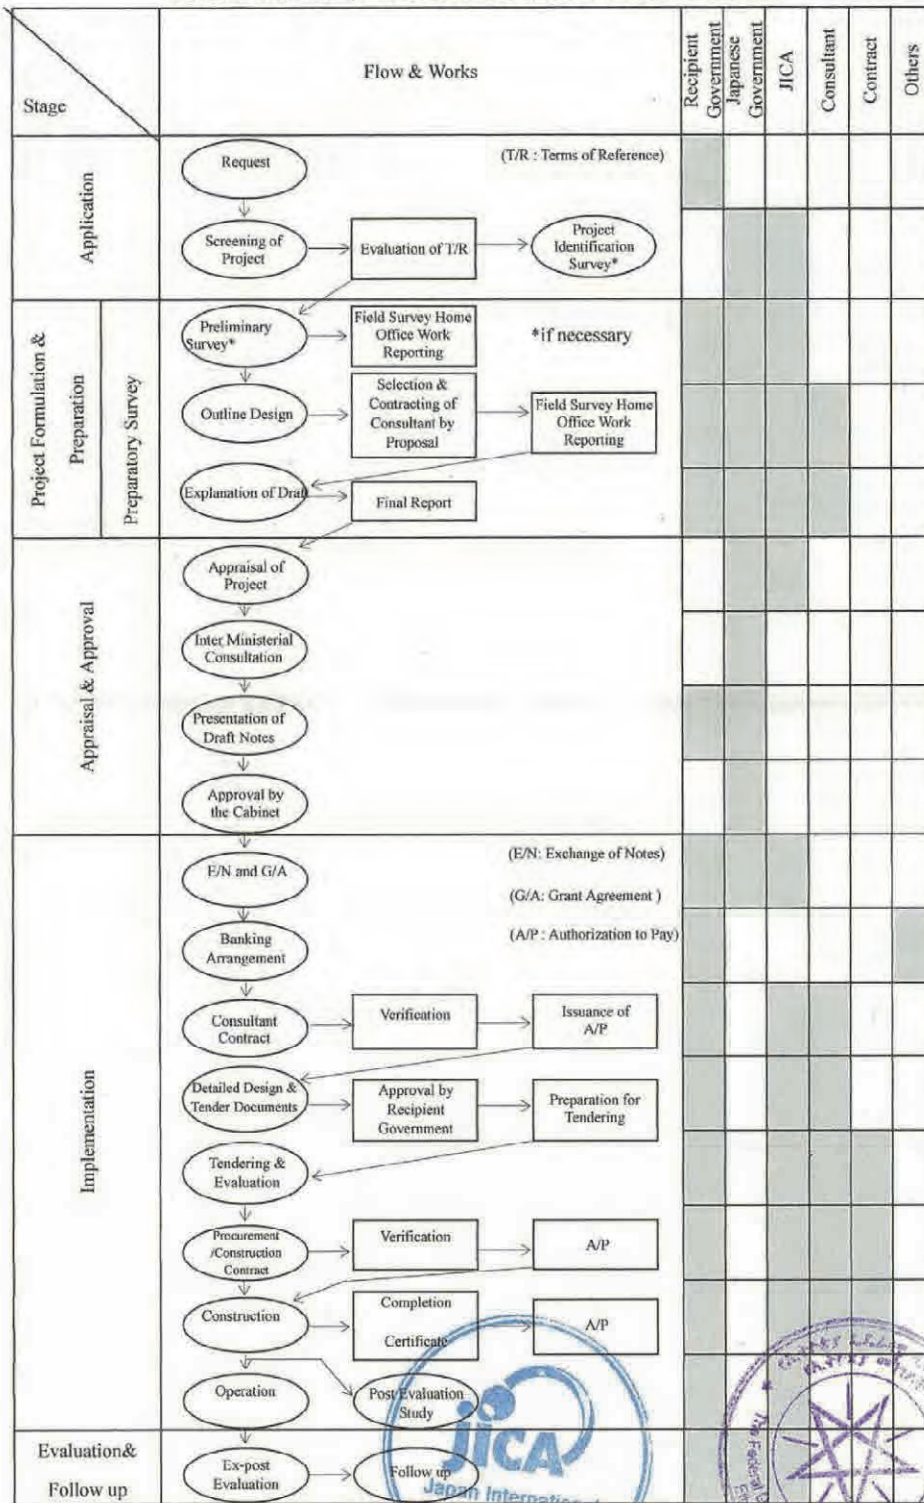 Stage
Flow & Works
Recipient
Government
Japanese
Government
JICA
Consultant
Contract
Others
Application
Request
(T/R : Terms of Reference)
Screening of
Project
Evaluation of T/R
Project
Identification
Survey*
Project Formulation &
Preparation
Preparatory Survey
Preliminary
Survey*
Field Survey Home
Office Work
Reporting
*if necessary
Outline Design
Selection &
Contracting of
Consultant by
Proposal
Field Survey Home
Office Work
Reporting
Explanation of Draft
Final Report
Appraisal & Approval
Appraisal of
Project
Inter Ministerial
Consultation
Presentation of
Draft Notes
Approval by
the Cabinet
Implementation
E/N and G/A
(E/N: Exchange of Notes)
(G/A: Grant Agreement )
(A/P : Authorization to Pay)
Banking
Arrangement
Consultant
Contract
Verification
Issuance of
A/P
Detailed Design &
Tender Documents
Approval by
Recipient
Government
Preparation for
Tendering
Tendering &
Evaluation
Procurement
/Construction
Contract
Verification
A/P
Construction
Completion
Certificate
A/P
Operation
Post Evaluation
Study
Evaluation&
Follow up
Ex-post
Evaluation
Follow up
jica
Japan
The Federal